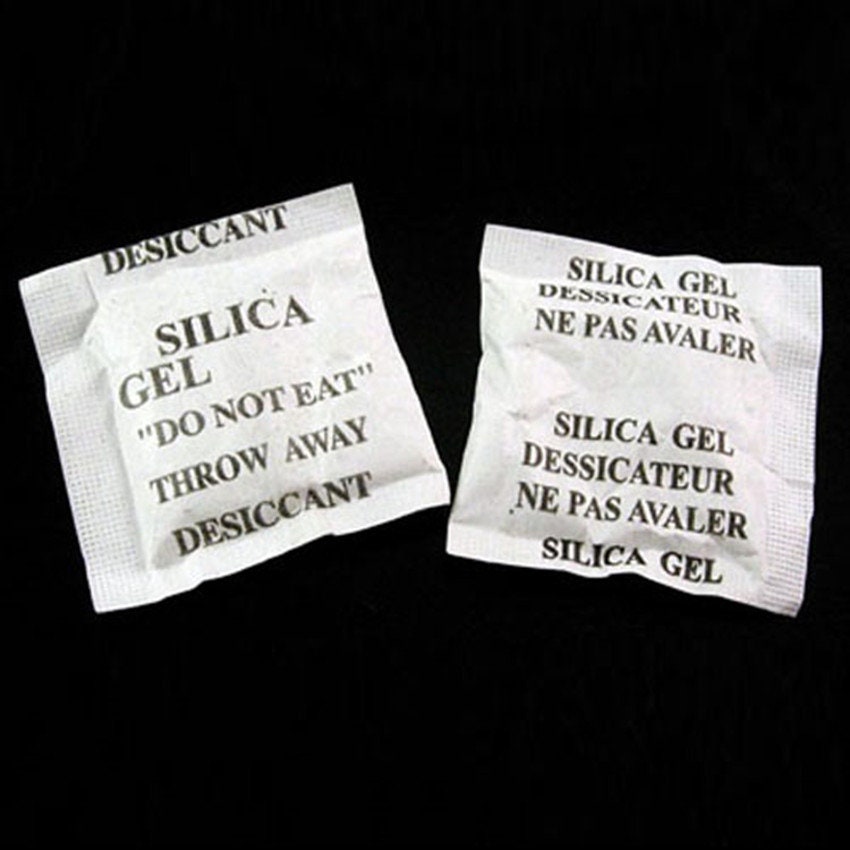 DESICCANT
SILICA
GEL
"DO NOT EAT"
THROW AWAY
DESICCANT
SILICA GEL
DESSICATEUR
NE PAS AVALER
SILICA GEL
DESSICATEUR
NE PAS AVALER
SILICA GEL